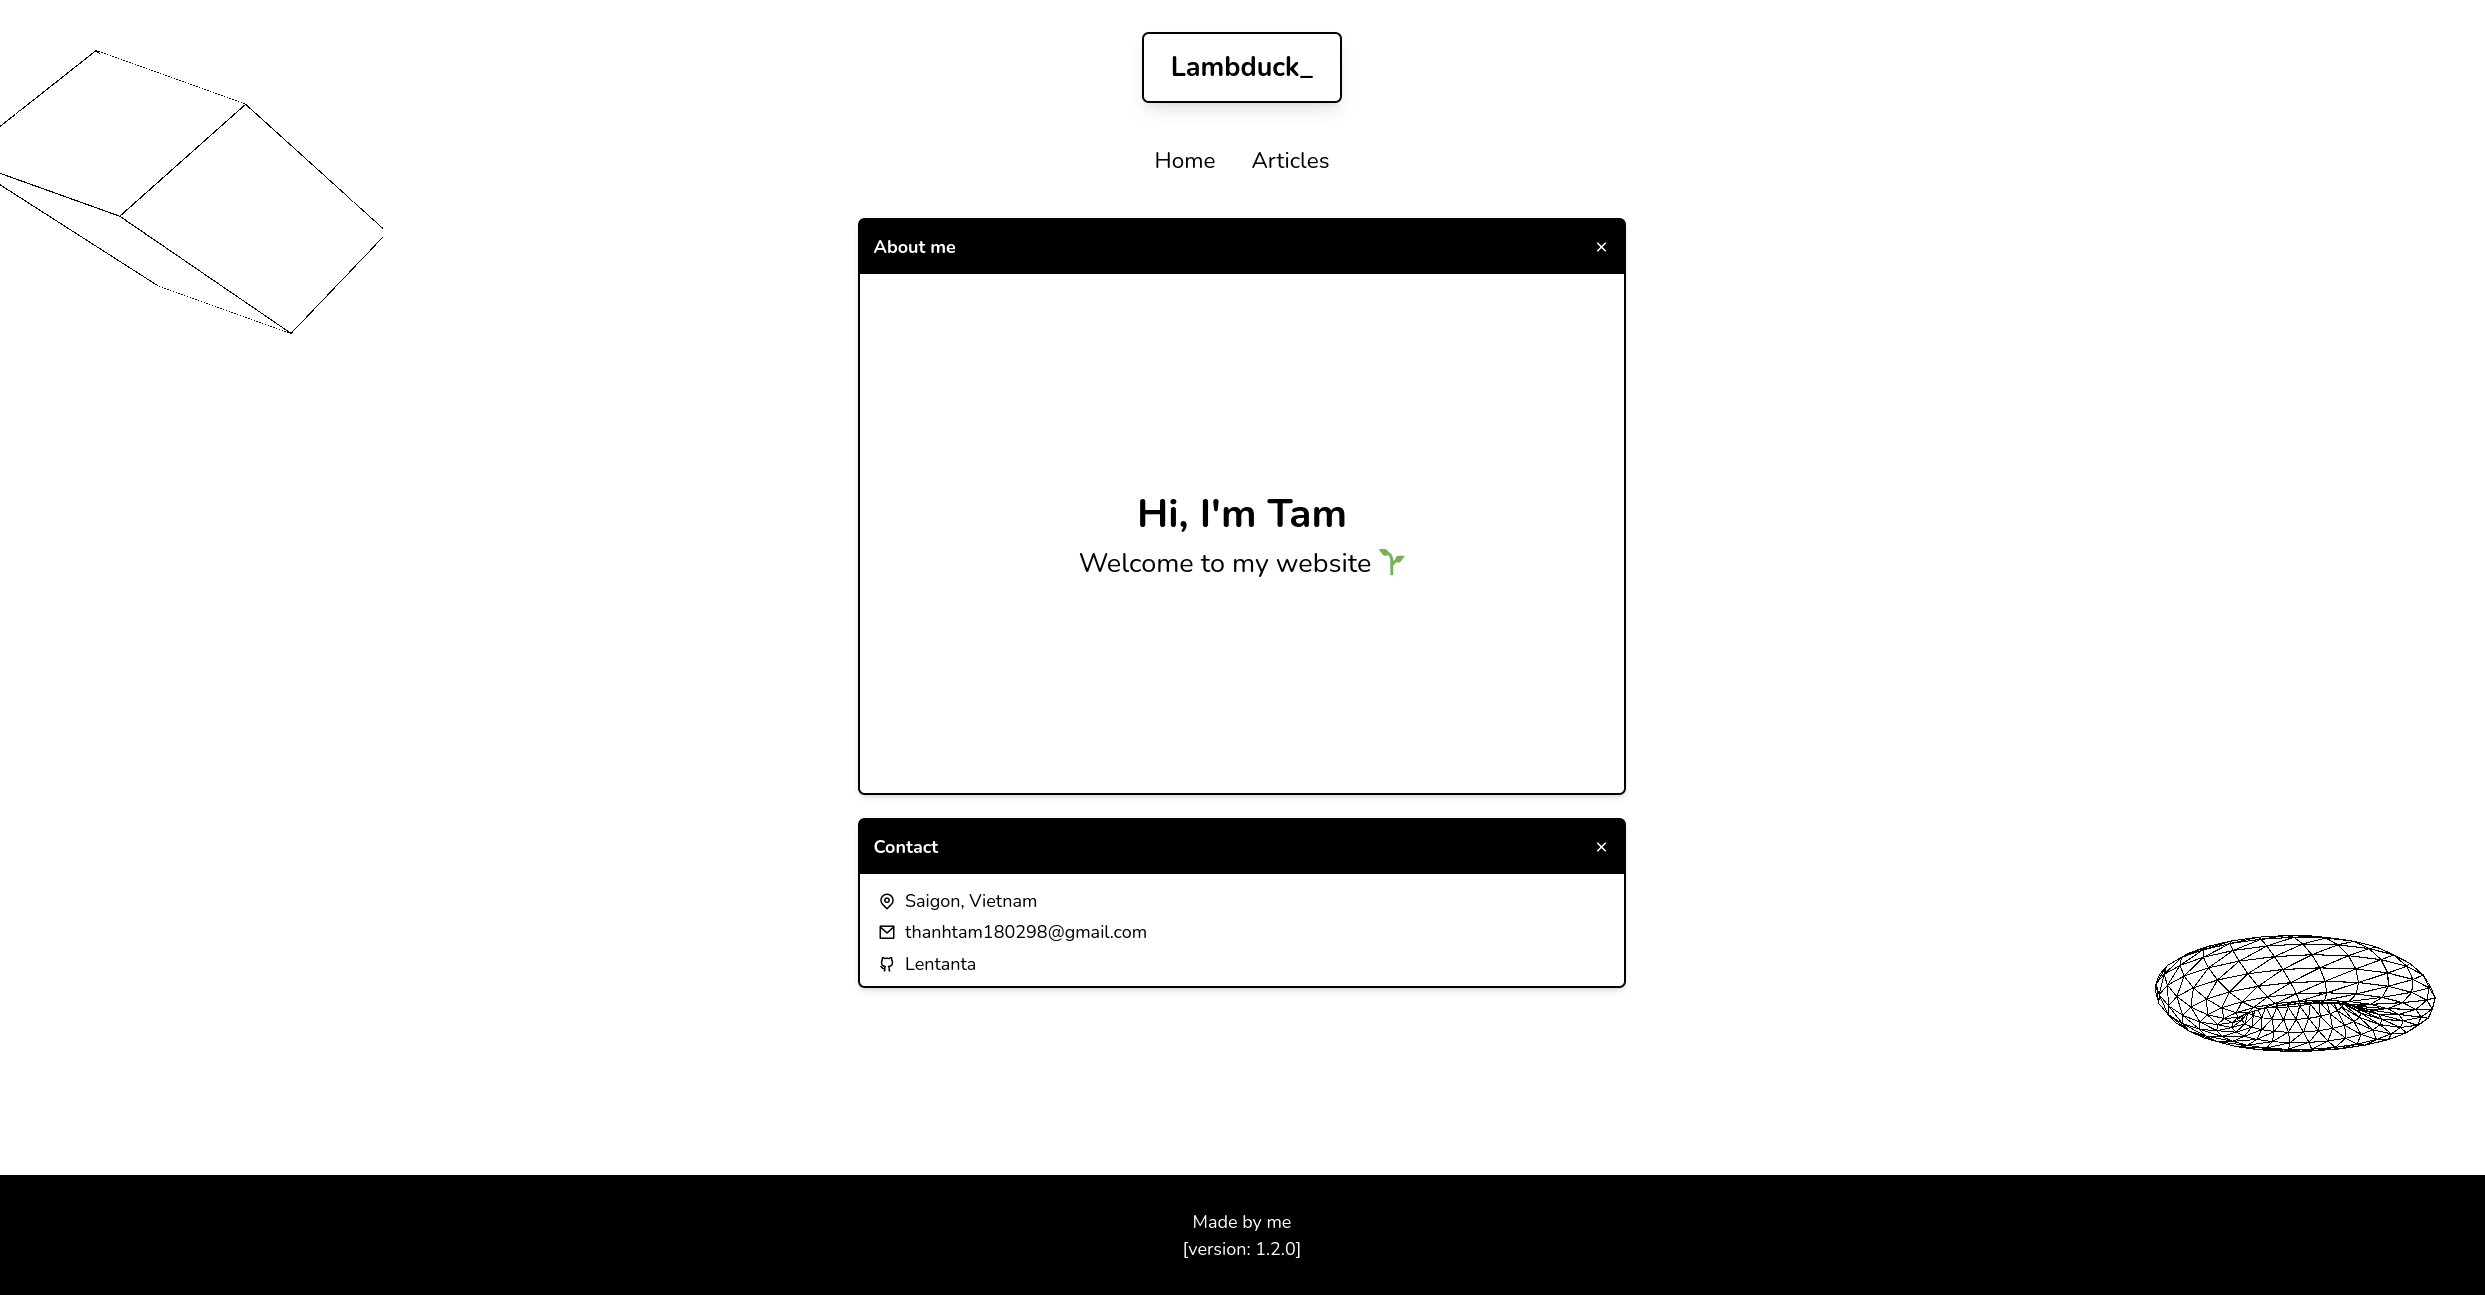 Lambduck_
Home Articles
About me ×
Hi, I'm Tam
Welcome to my website 🌱
Contact ×
Saigon, Vietnam
thanhtam180298@gmail.com
Lentanta
Made by me
[version: 1.2.0]